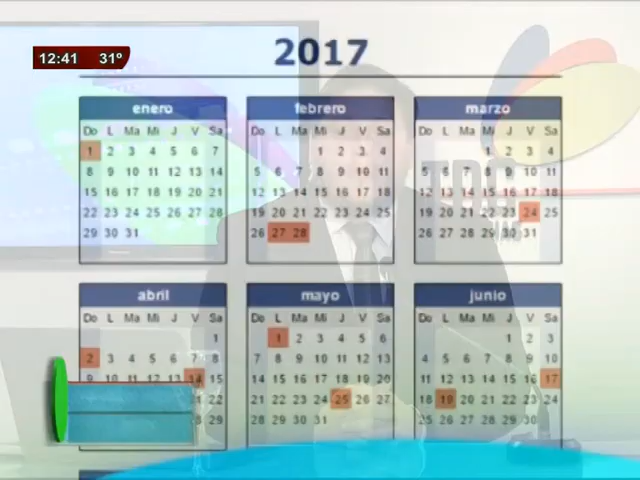 12:41 31º
2017
enero
Do L Ma Mi J V Sa
1 2 3 4 5 6 7
8 9 10 11 12 13 14
15 16 17 18 19 20 21
22 23 24 25 26 27 28
29 30 31
febrero
Do L Ma Mi J V Sa
1 2 3 4
5 6 7 8 9 10 11
12 13 14 15 16 17 18
19 20 21 22 23 24 25
26 27 28
marzo
Do L Ma Mi J V Sa
1 2 3 4
5 6 7 8 9 10 11
12 13 14 15 16 17 18
19 20 21 22 23 24 25
26 27 28 29 30 31
abril
Do L Ma Mi J V Sa
1
2 3 4 5 6 7 8
9 10 11 12 13 14 15
21 22
28 29
mayo
Do L Ma Mi J V Sa
1 2 3 4 5 6
7 8 9 10 11 12 13
14 15 16 17 18 19 20
21 22 23 24 25 26 27
28 29 30 31
junio
Do L Ma Mi J V Sa
1 2 3
4 5 6 7 8 9 10
11 12 13 14 15 16 17
18 19 20 21 22 23 24
25 26 27 28 29 30